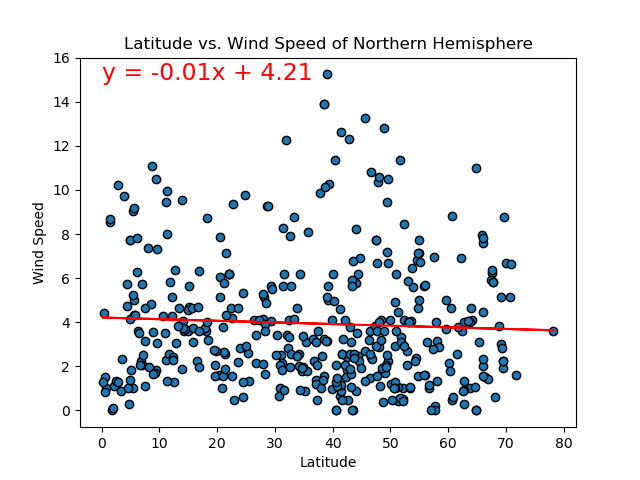 Latitude vs. Wind Speed of Northern Hemisphere
y = -0.01x + 4.21
Wind Speed
16
14
12
10
8
6
4
2
0
0 10 20 30 40 50 60 70 80
Latitude